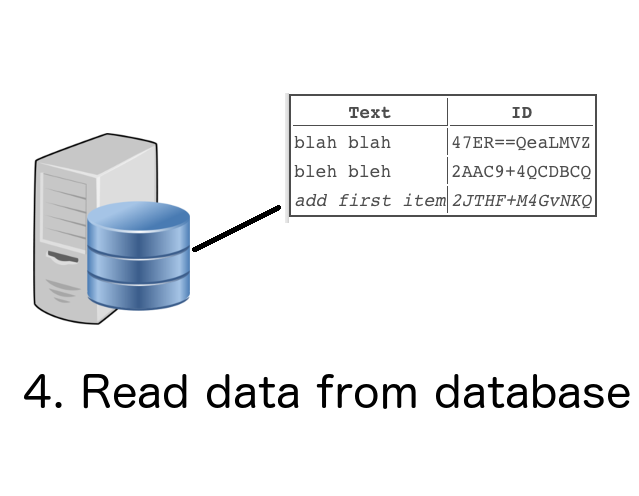 Text ID
blah blah 47ER==QeaLMVZ
bleh bleh 2AAC9+4QCDBCQ
add first item 2JTHF+M4GvNKQ
4. Read data from database